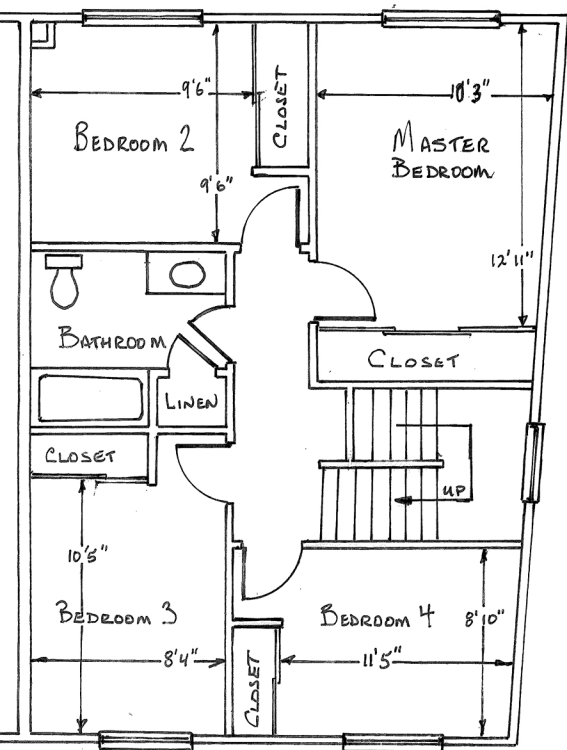 9'6"
CLOSET
10'3"
BEDROOM 2
MASTER
BEDROOM
9'6"
12'11"
BATHROOM
CLOSET
LINEN
CLOSET
UP
10'5"
BEDROOM 3
BEDROOM 4
8'10"
8'4"
CLOSET
11'5"